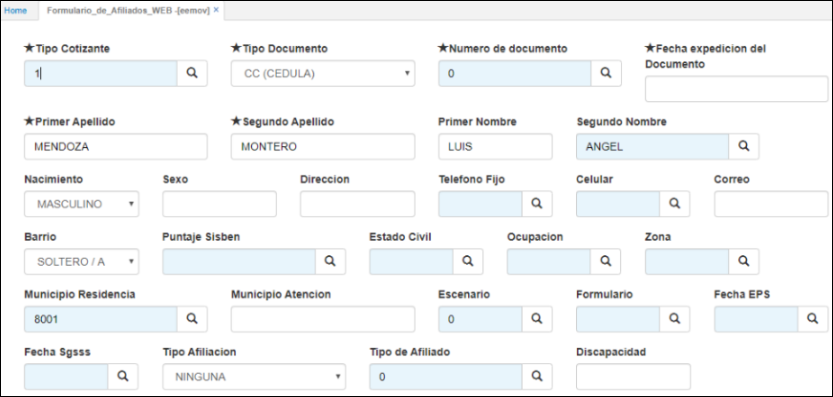 Home Formulario_de_Afiliados_WEB -[eemov] ×
★Tipo Cotizante ★Tipo Documento ★Numero de documento ★Fecha expedicion del
Documento
1 CC (CEDULA) 0
★Primer Apellido ★Segundo Apellido Primer Nombre Segundo Nombre
MENDOZA MONTERO LUIS ANGEL
Nacimiento Sexo Direccion Telefono Fijo Celular Correo
MASCULINO
Barrio Puntaje Sisben Estado Civil Ocupacion Zona
SOLTERO / A
Municipio Residencia Municipio Atencion Escenario Formulario Fecha EPS
8001 0
Fecha Sgsss Tipo Afiliacion Tipo de Afiliado Discapacidad
NINGUNA 0